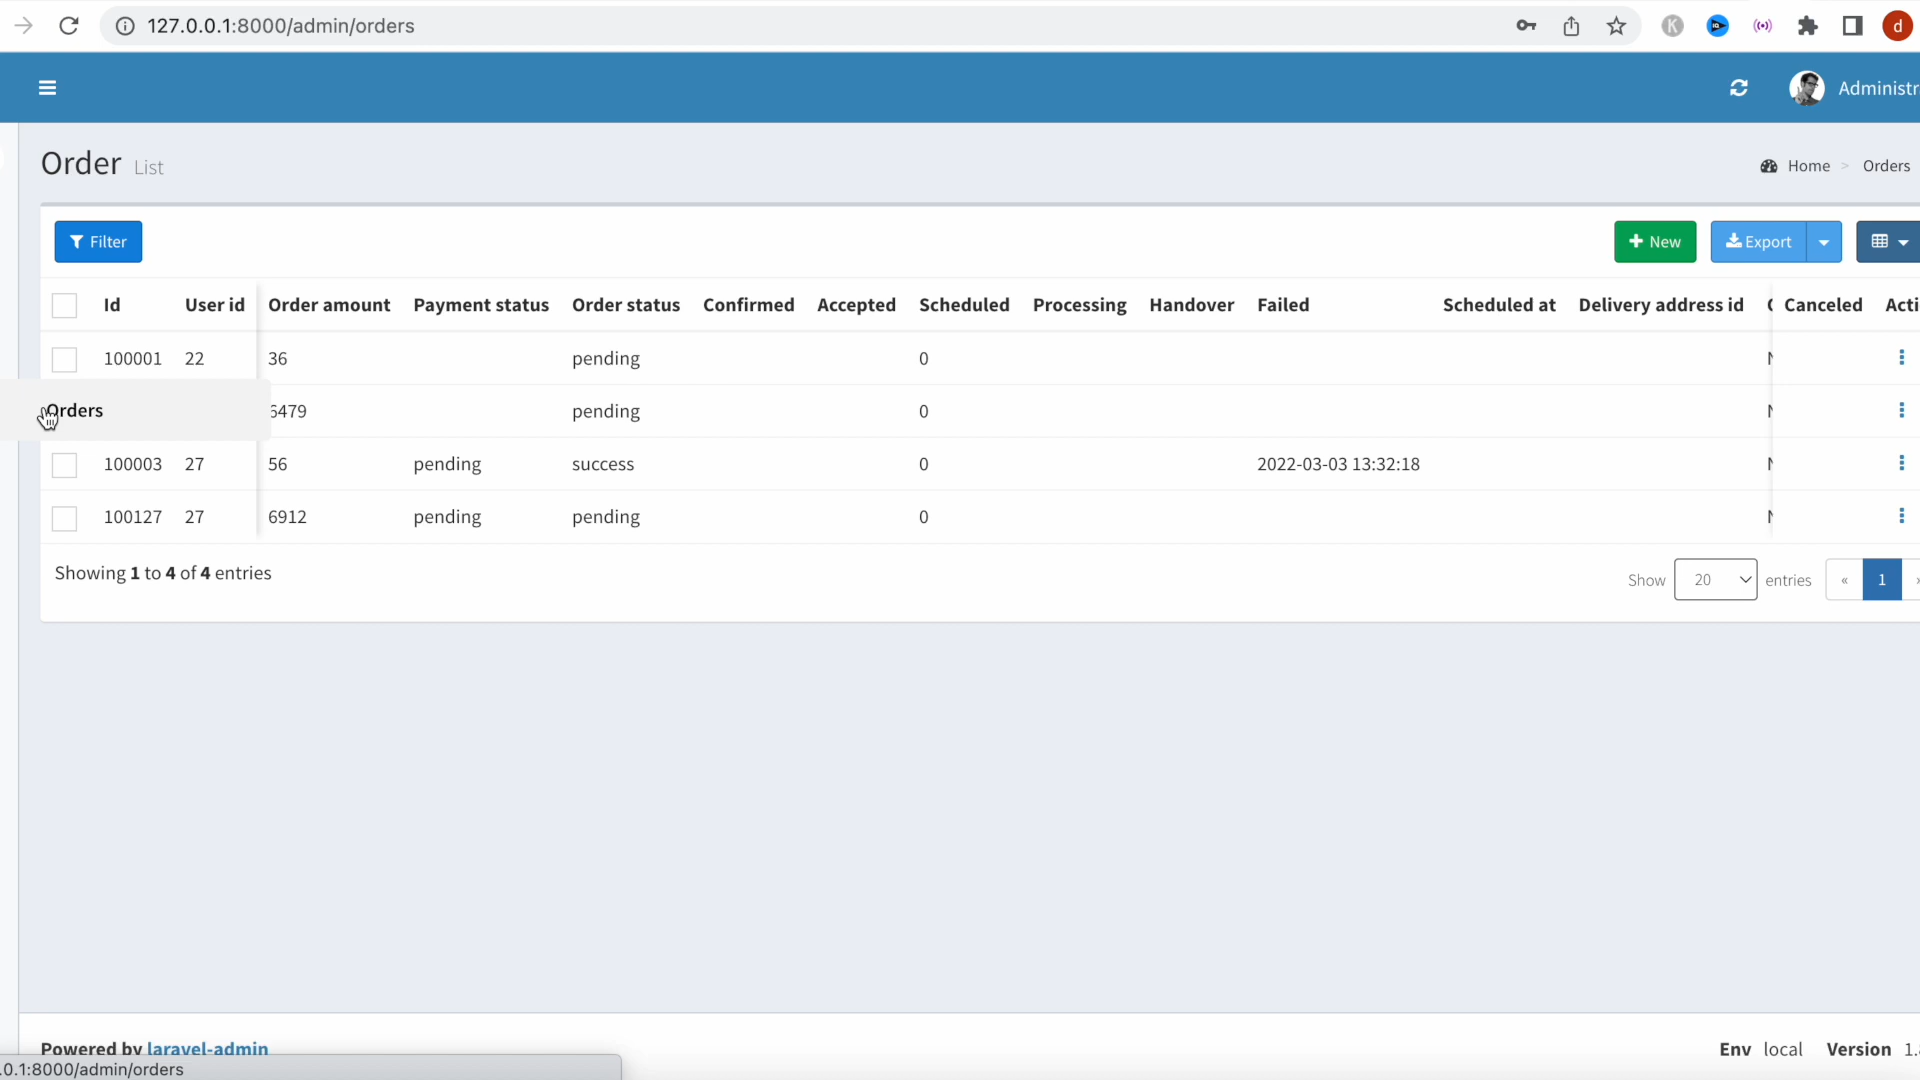 127.0.0.1:8000/admin/orders
K
d
Administr
Order List
Home > Orders
Filter
New Export
Id User id Order amount Payment status Order status Confirmed Accepted Scheduled Processing Handover Failed Scheduled at Delivery address id Canceled Acti
100001 22 36 pending 0
Orders 6479 pending 0
100003 27 56 pending success 0 2022-03-03 13:32:18
100127 27 6912 pending pending 0
Showing 1 to 4 of 4 entries
Show 20 entries « 1
Powered by laravel-admin
Env local Version 1.
.0.1:8000/admin/orders